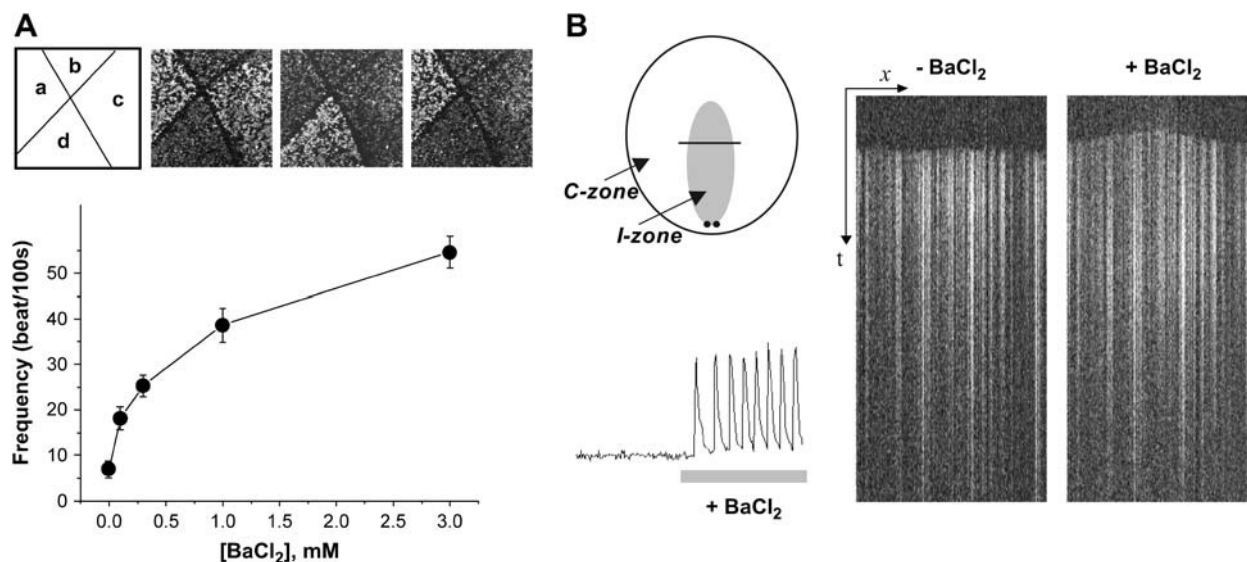 A
a
b
c
d
Frequency (beat/100s)
50
40
30
20
10
0
0.0 0.5 1.0 1.5 2.0 2.5 3.0
[BaCl₂], mM
B
C-zone
I-zone
+ BaCl₂
- BaCl₂
+ BaCl₂
x
t